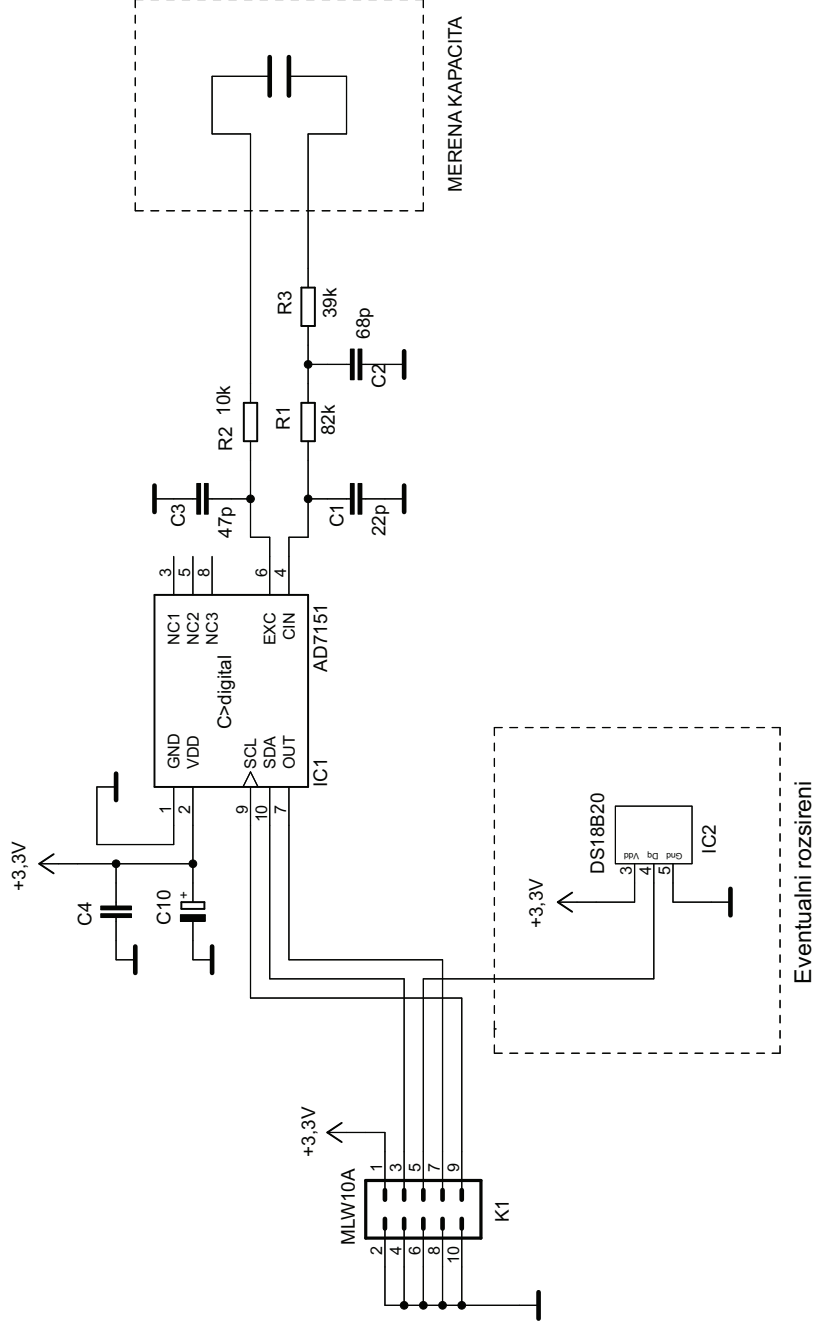 MERENA KAPACITA
R3
39k
68p
C2
R2 10k
R1
82k
C3
47p
C1
22p
3
5
8
6
4
NC1
NC2
NC3
EXC
CIN
C>digital
AD7151
GND
VDD
SCL
SDA
OUT
IC1
1
2
9
10
7
+3,3V
C4
C10
+
DS18B20
Vdd
Dq
Gnd
IC2
3
4
5
+3,3V
Eventualni rozsireni
+3,3V
MLW10A
1
3
5
7
9
2
4
6
8
10
K1